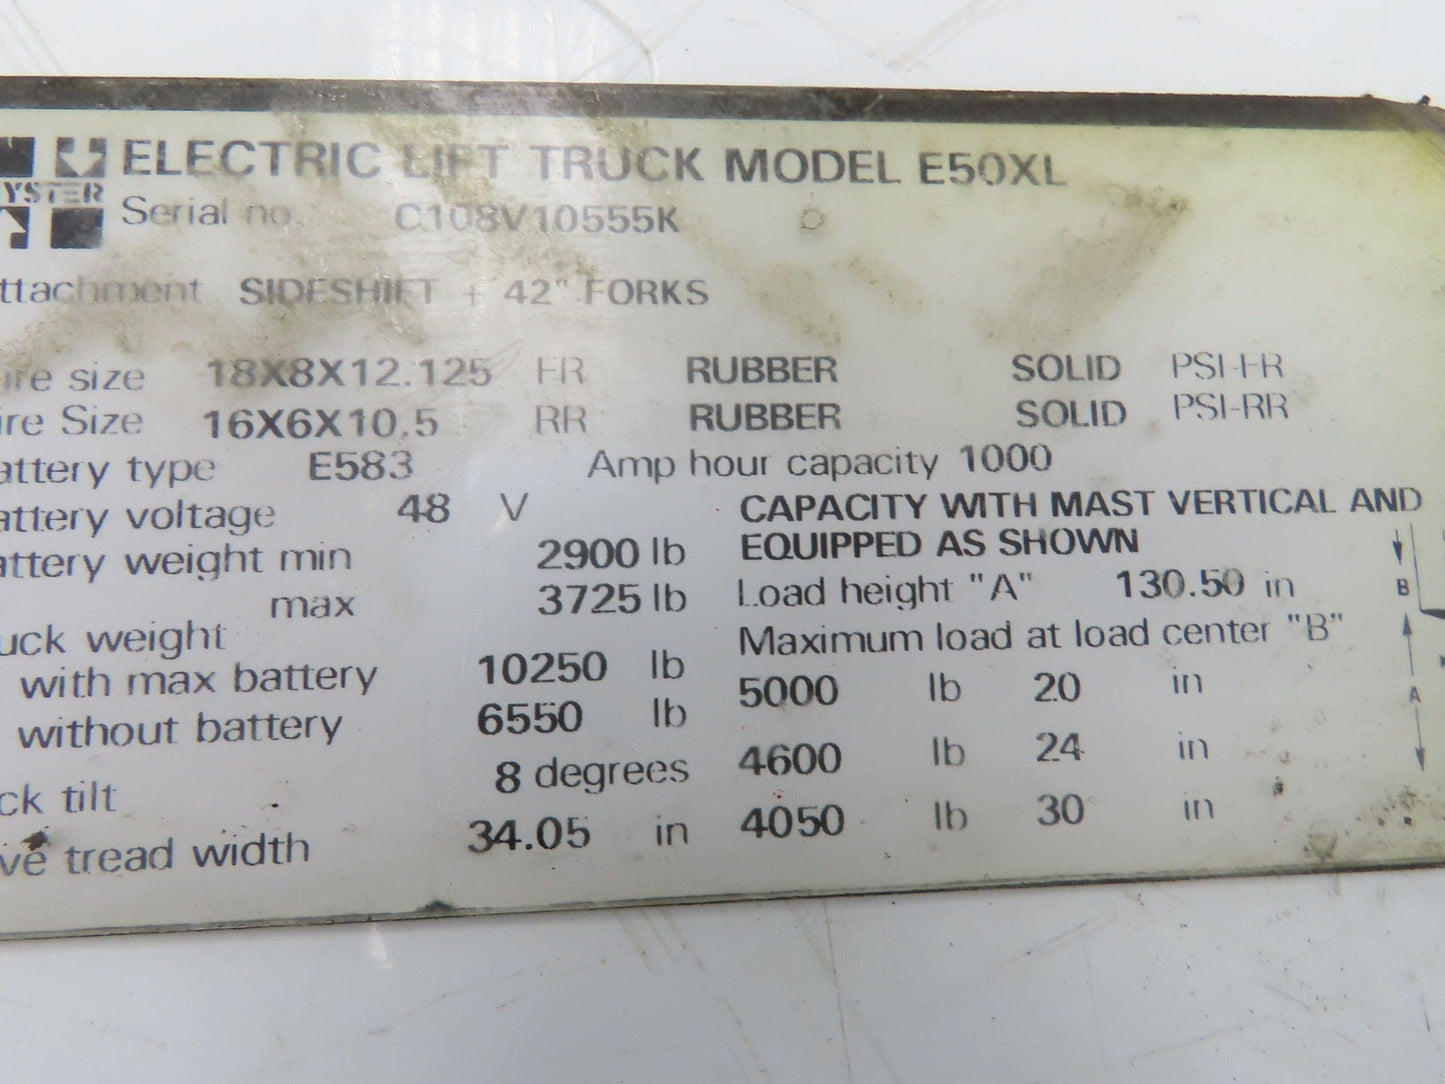 ELECTRIC LIFT TRUCK MODEL E50XL
YSTER
Serial no. C108V10555K
ttachment SIDESHIFT + 42" FORKS
ire size 18X8X12.125 FR RUBBER SOLID PSI-FR
ire Size 16X6X10.5 RR RUBBER SOLID PSI-RR
attery type E583 Amp hour capacity 1000
attery voltage 48 V
attery weight min 2900 lb
max 3725 lb
uck weight
with max battery 10250 lb
without battery 6550 lb
ck tilt 8 degrees
ve tread width 34.05 in
CAPACITY WITH MAST VERTICAL AND
EQUIPPED AS SHOWN
Load height "A" 130.50 in
Maximum load at load center "B"
5000 lb 20 in
4600 lb 24 in
4050 lb 30 in
B
A